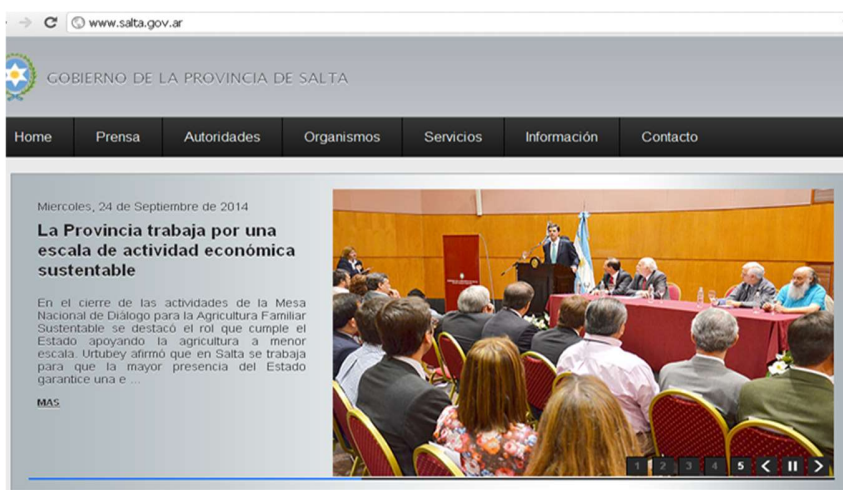 www.salta.gov.ar
GOBIERNO DE LA PROVINCIA DE SALTA
Home Prensa Autoridades Organismos Servicios Información Contacto
Miercoles, 24 de Septiembre de 2014
La Provincia trabaja por una
escala de actividad económica
sustentable
En el cierre de las actividades de la Mesa
Nacional de Diálogo para la Agricultura Familiar
Sustentable se destacó el rol que cumple el
Estado apoyando la agricultura a menor
escala. Urtubey afirmó que en Salta se trabaja
para que la mayor presencia del Estado
garantice una e ...
MAS
1 2 3 4 5